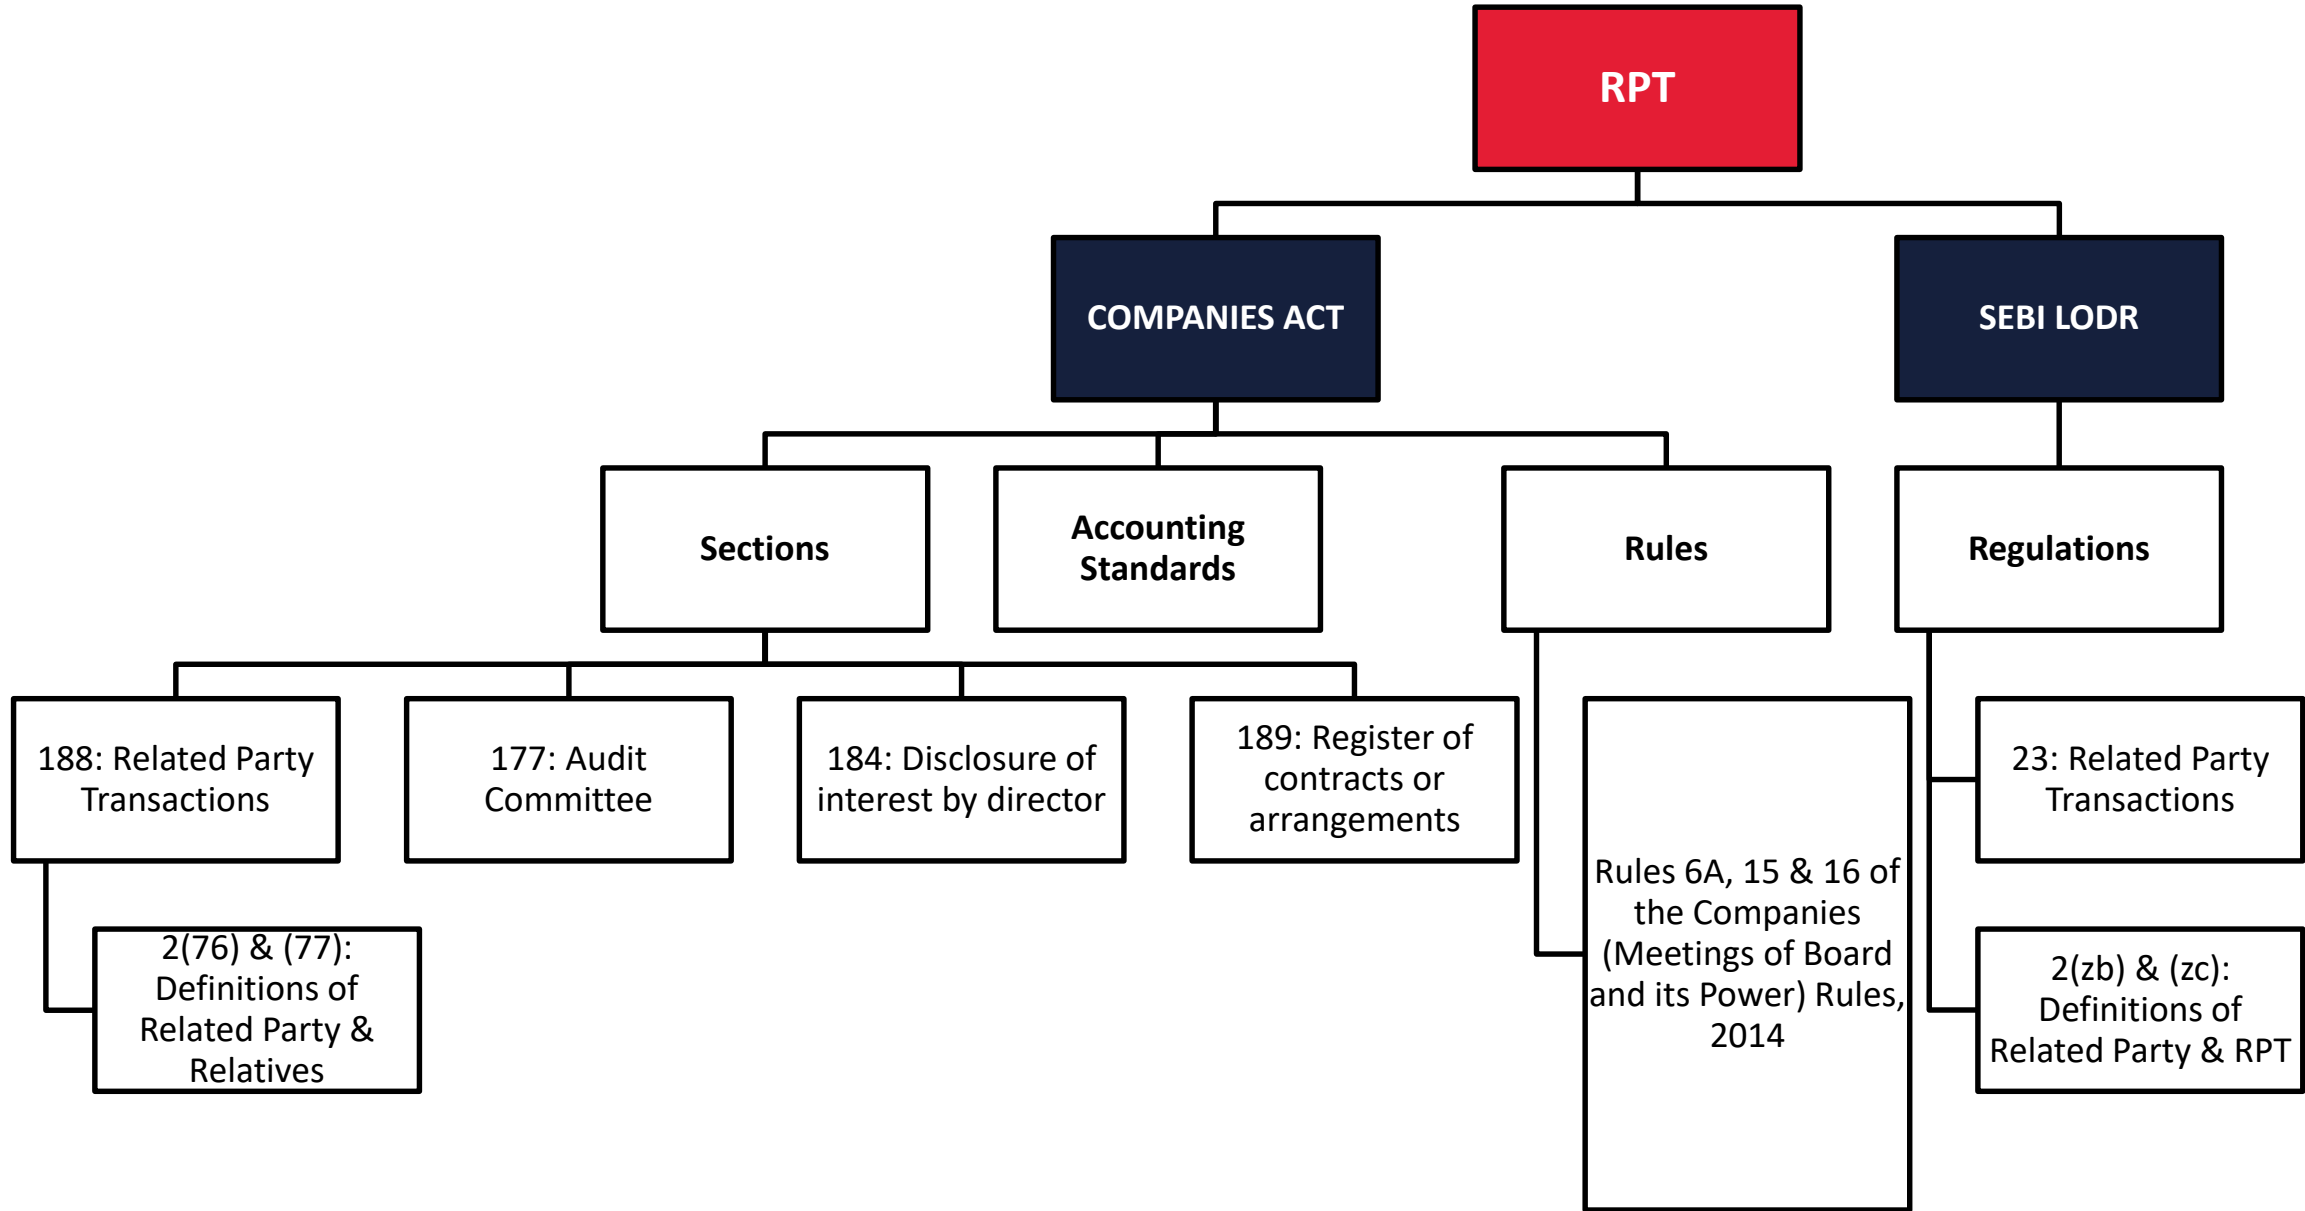 RPT
COMPANIES ACT
SEBI LODR
Sections
Accounting
Standards
Rules
Regulations
188: Related Party
Transactions
177: Audit
Committee
184: Disclosure of
interest by director
189: Register of
contracts or
arrangements
23: Related Party
Transactions
2(76) & (77):
Definitions of
Related Party &
Relatives
Rules 6A, 15 & 16 of
the Companies
(Meetings of Board
and its Power) Rules,
2014
2(zb) & (zc):
Definitions of
Related Party & RPT